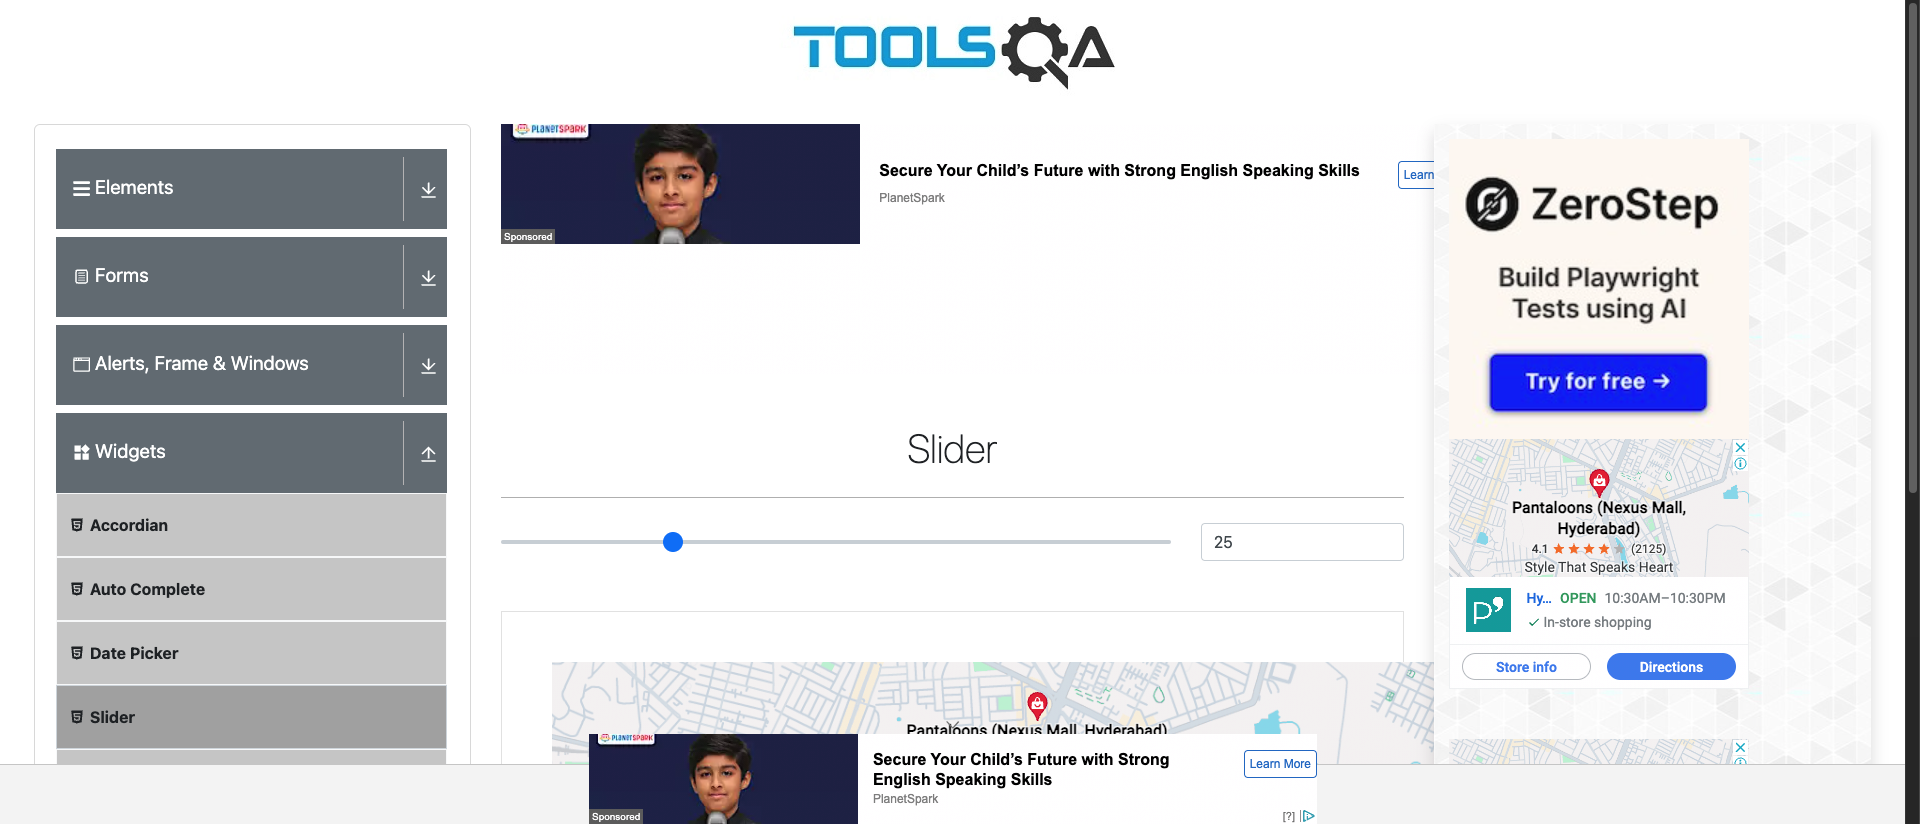 TOOLSQA
Elements
Forms
Alerts, Frame & Windows
Widgets
Accordian
Auto Complete
Date Picker
Slider
PLANETSPARK
Sponsored
Secure Your Child’s Future with Strong English Speaking Skills
PlanetSpark
Learn
Slider
25
Pantaloons (Nexus Mall, Hyderabad)
PLANETSPARK
Sponsored
Secure Your Child’s Future with Strong
English Speaking Skills
PlanetSpark
Learn More
[?]
ZeroStep
Build Playwright
Tests using AI
Try for free →
Pantaloons (Nexus Mall,
Hyderabad)
4.1 ★★★★★ (2125)
Style That Speaks Heart
Hy... OPEN 10:30AM–10:30PM
✓ In-store shopping
Store info
Directions